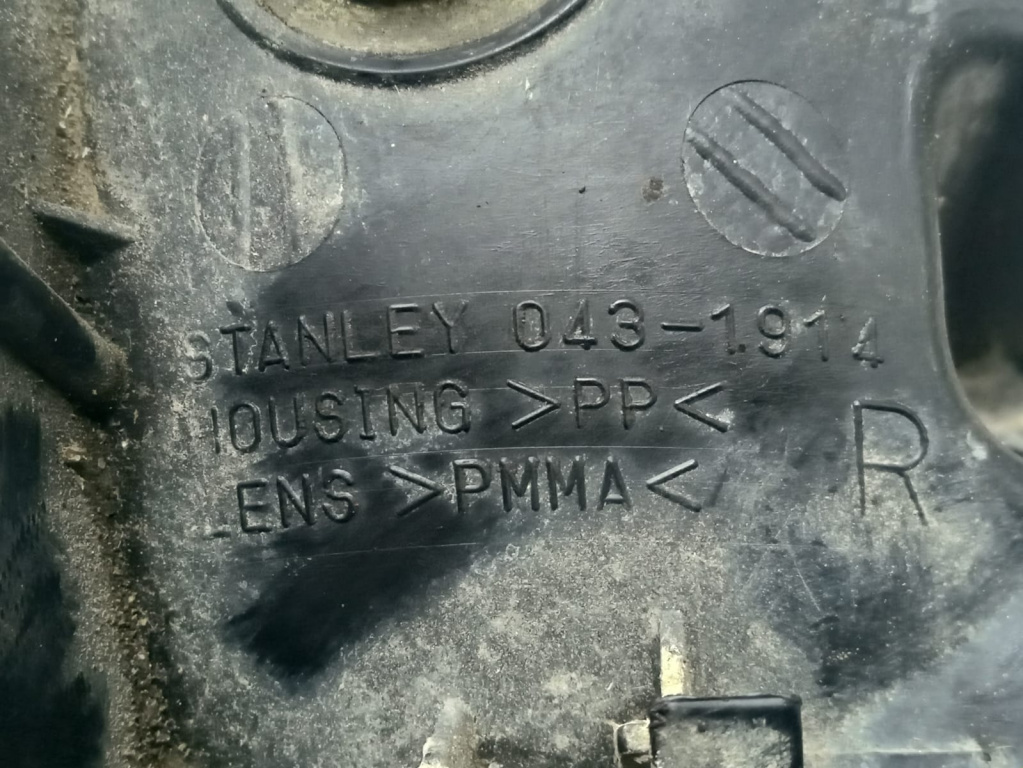 STANLEY 043-1914
HOUSING >PP<
LENS >PMMA<
R